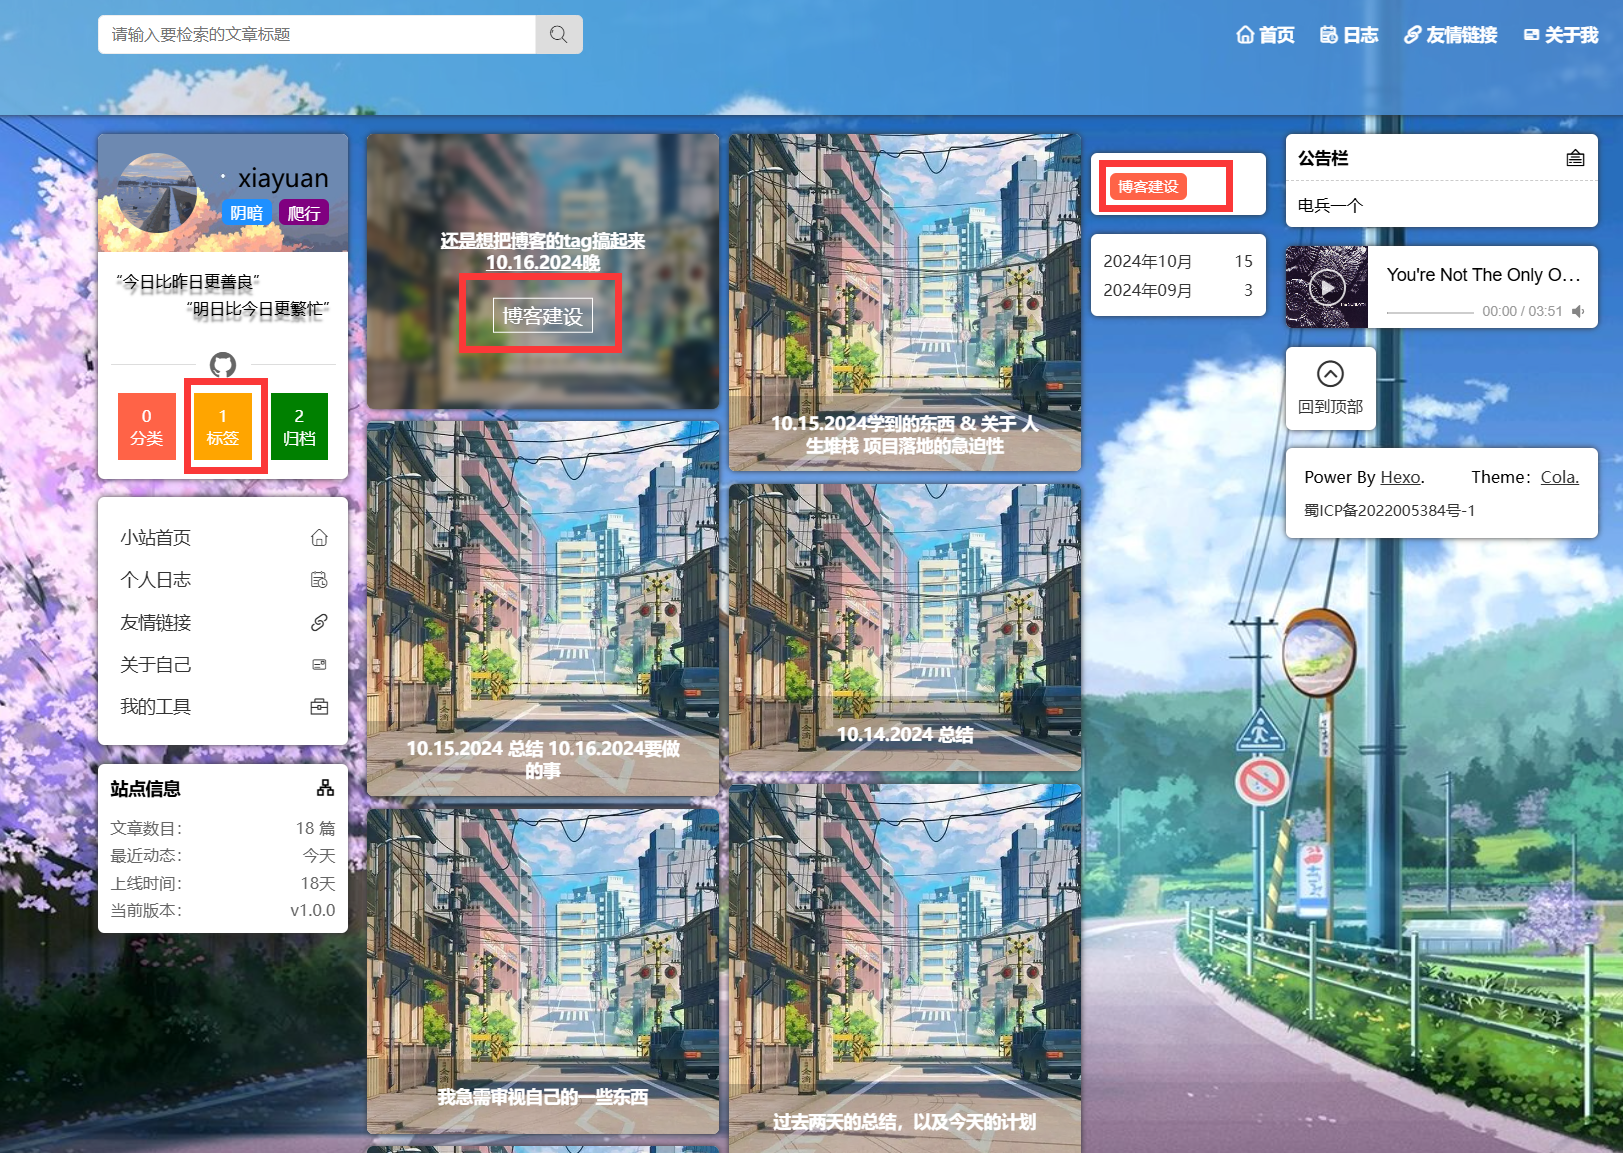 请输入要检索的文章标题
首页 日志 友情链接 关于我
xiayuan
阴暗 爬行
“今日比昨日更善良”
“明日比今日更繁忙”
0 1 2
分类 标签 归档
小站首页
个人日志
友情链接
关于自己
我的工具
站点信息
文章数目： 18 篇
最近动态： 今天
上线时间： 18天
当前版本： v1.0.0
还是想把博客的tag搞起来
10.16.2024晚
博客建设
10.15.2024 总结 10.16.2024要做
的事
我急需审视自己的一些东西
10.15.2024学到的东西 & 关于 人
生堆栈 项目落地的急迫性
10.14.2024 总结
过去两天的总结，以及今天的计划
博客建设
2024年10月 15
2024年09月 3
公告栏
电兵一个
You're Not The Only O...
00:00 / 03:51
回到顶部
Power By Hexo. Theme： Cola.
蜀ICP备2022005384号-1